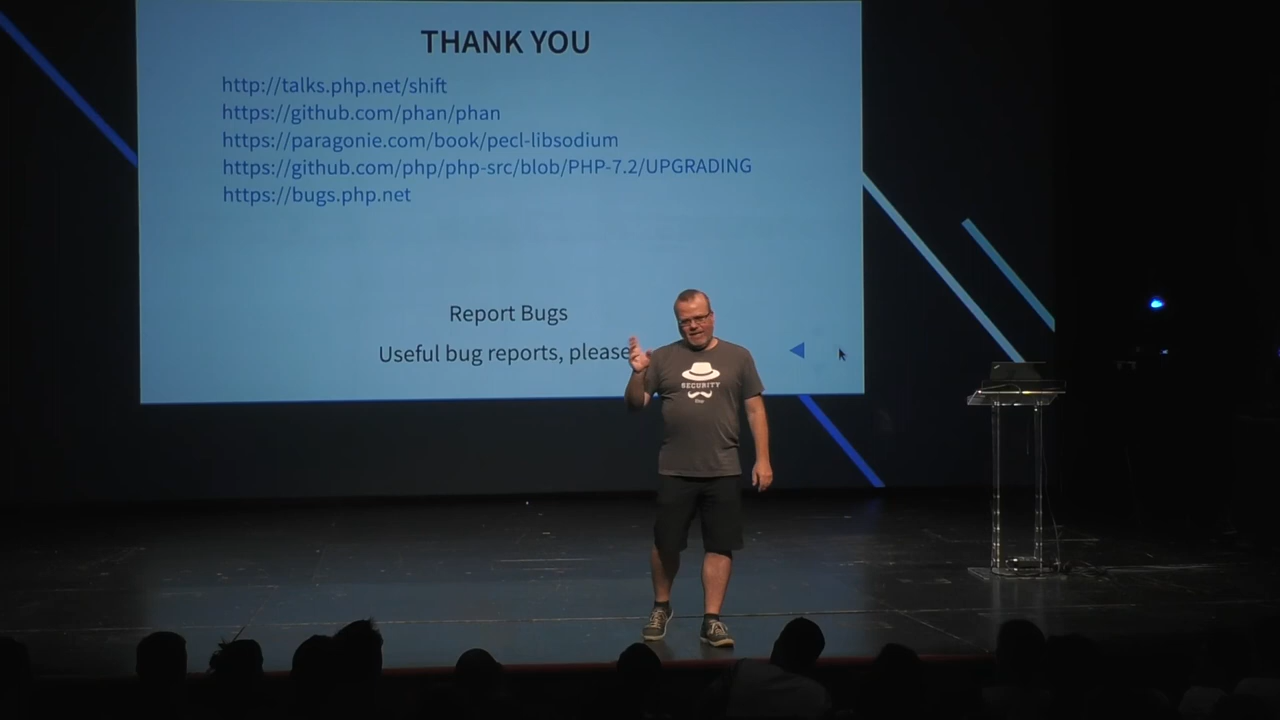 THANK YOU
http://talks.php.net/shift
https://github.com/phan/phan
https://paragonie.com/book/pecl-libsodium
https://github.com/php/php-src/blob/PHP-7.2/UPGRADING
https://bugs.php.net
Report Bugs
Useful bug reports, please
SECURITY